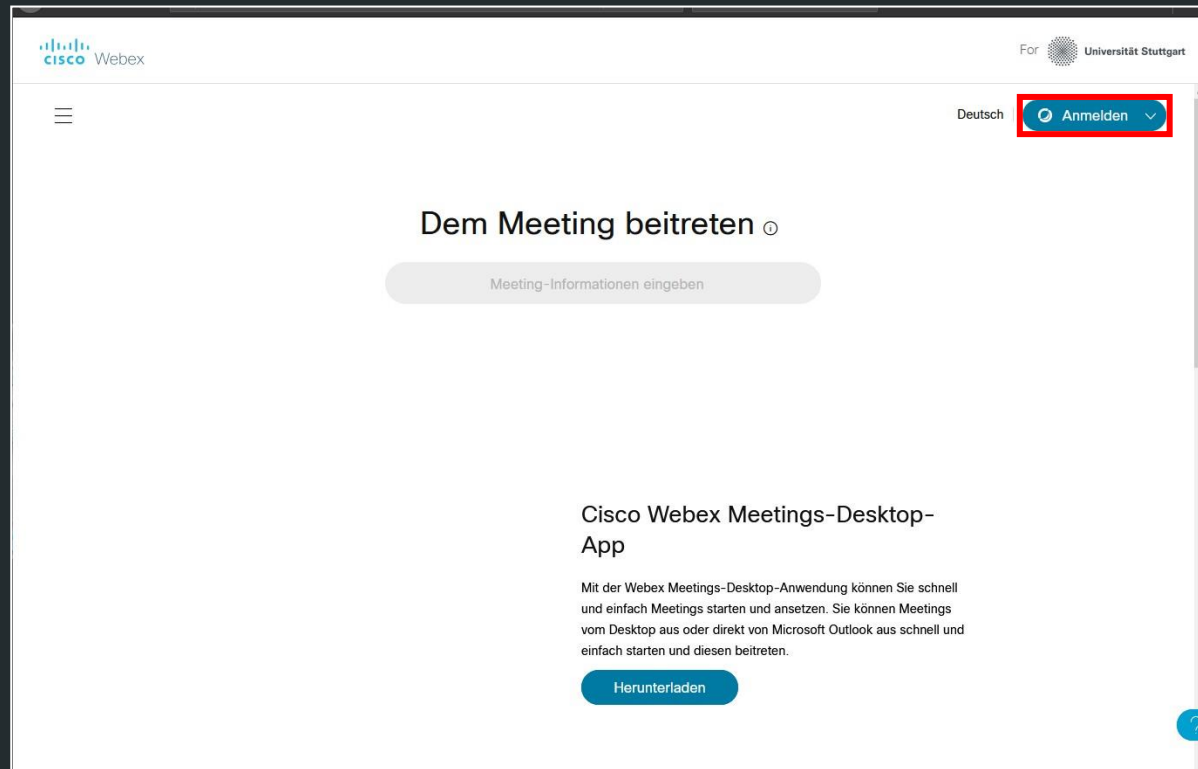 cisco Webex
For Universität Stuttgart
Deutsch
Anmelden
Dem Meeting beitreten
Meeting-Informationen eingeben
Cisco Webex Meetings-Desktop-
App
Mit der Webex Meetings-Desktop-Anwendung können Sie schnell
und einfach Meetings starten und ansetzen. Sie können Meetings
vom Desktop aus oder direkt von Microsoft Outlook aus schnell und
einfach starten und diesen beitreten.
Herunterladen
?